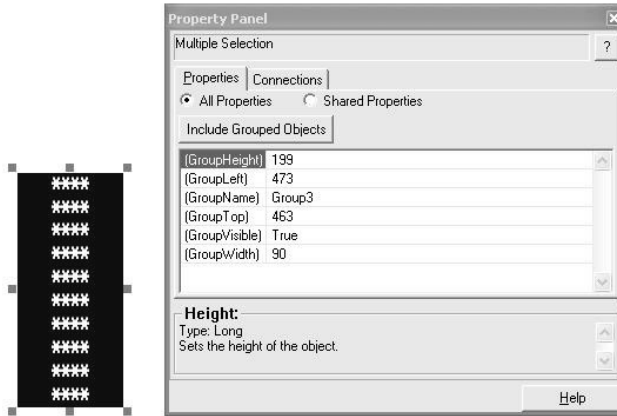 ****
****
****
****
****
****
****
****
****
****
Property Panel
Multiple Selection
?
Properties Connections
All Properties Shared Properties
Include Grouped Objects
(GroupHeight) 199
(GroupLeft) 473
(GroupName) Group3
(GroupTop) 463
(GroupVisible) True
(GroupWidth) 90
Height:
Type: Long
Sets the height of the object.
Help